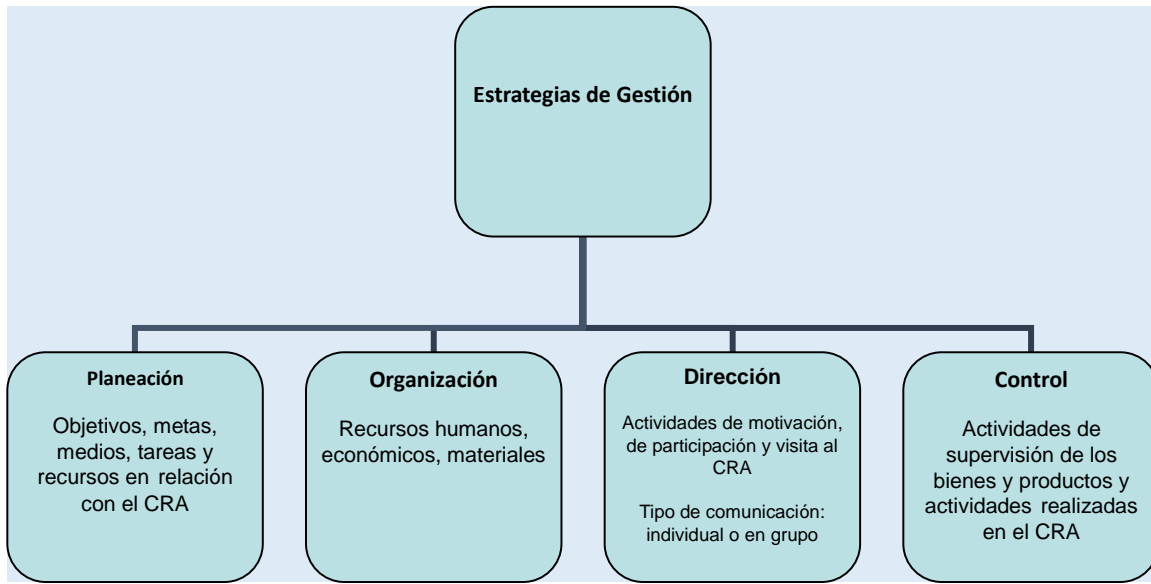 Estrategias de Gestión
Planeación
Objetivos, metas,
medios, tareas y
recursos en relación
con el CRA
Organización
Recursos humanos,
económicos, materiales
Dirección
Actividades de motivación,
de participación y visita al
CRA
Tipo de comunicación:
individual o en grupo
Control
Actividades de
supervisión de los
bienes y productos y
actividades realizadas
en el CRA